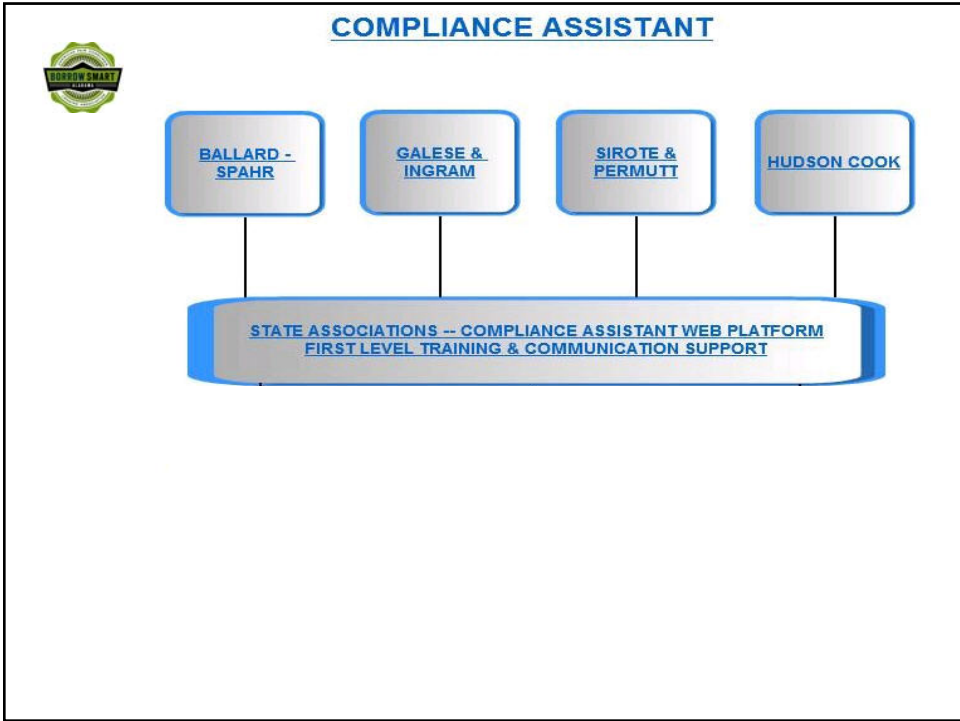 COMPLIANCE ASSISTANT
BORROW SMART
ALABAMA
BALLARD -
SPAHR
GALESE &
INGRAM
SIROTE &
PERMUTT
HUDSON COOK
STATE ASSOCIATIONS -- COMPLIANCE ASSISTANT WEB PLATFORM
FIRST LEVEL TRAINING & COMMUNICATION SUPPORT